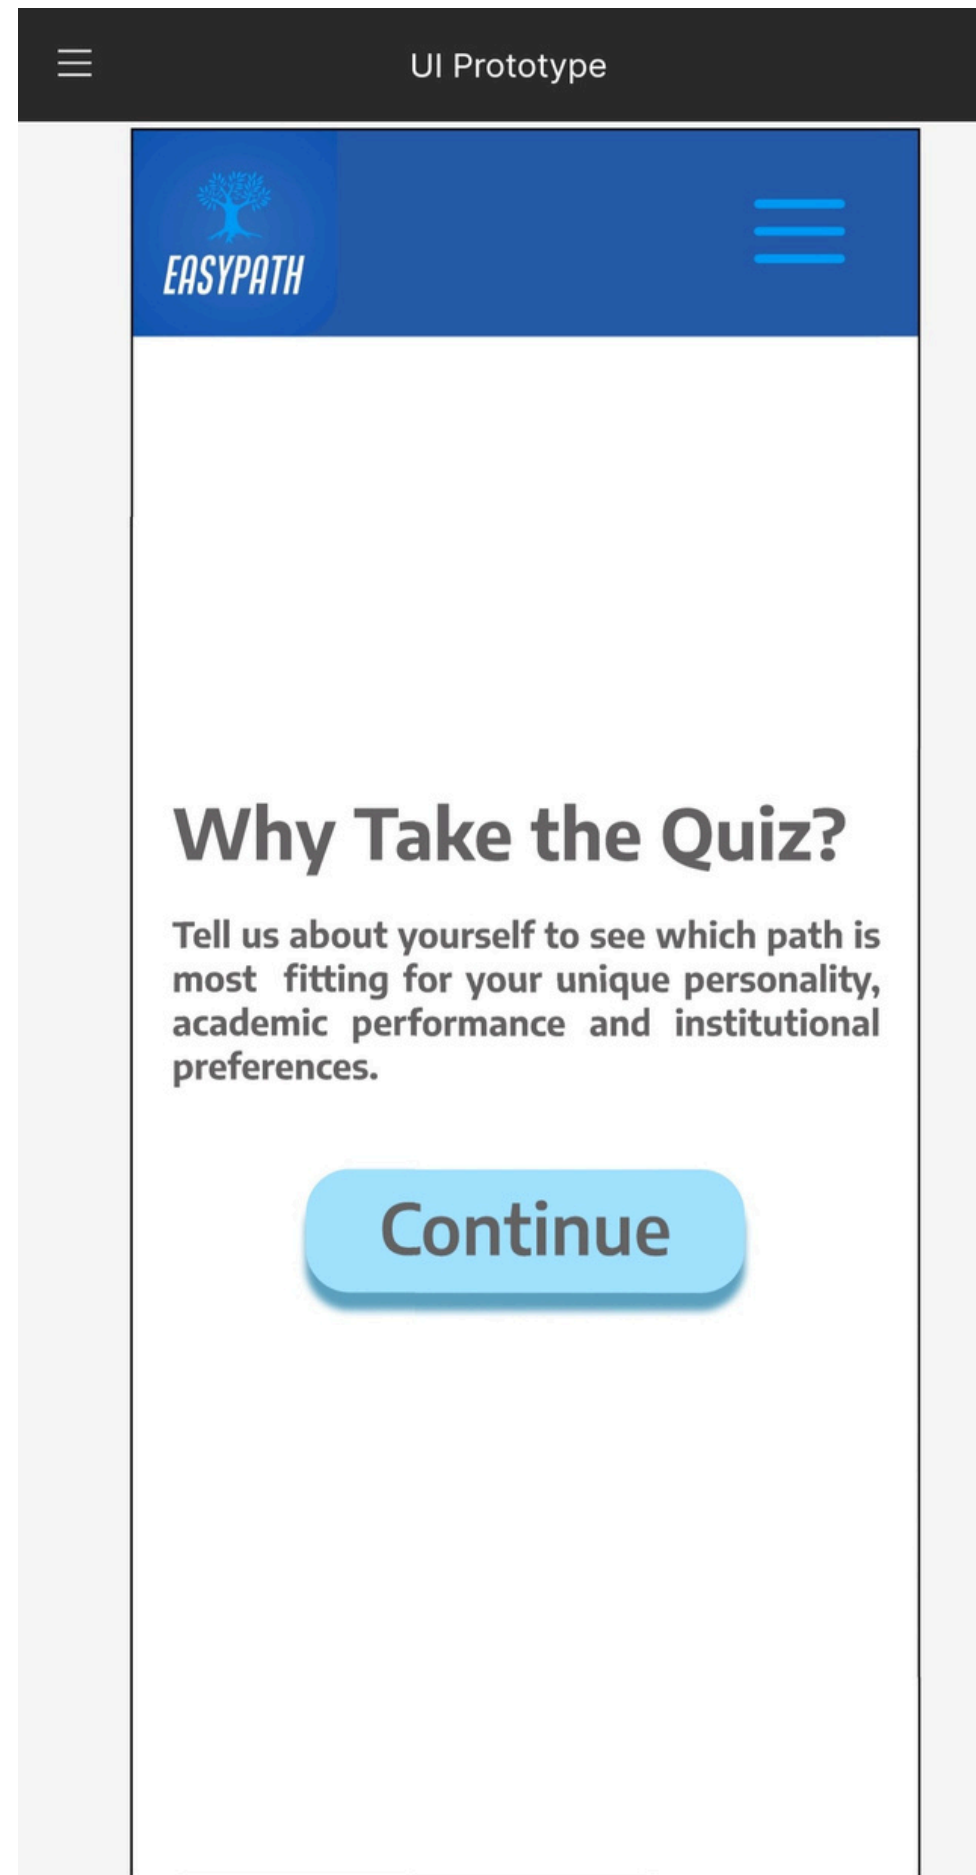 UI Prototype
EASYPATH
Why Take the Quiz?
Tell us about yourself to see which path is
most  fitting for your unique personality,
academic performance and institutional
preferences.
Continue